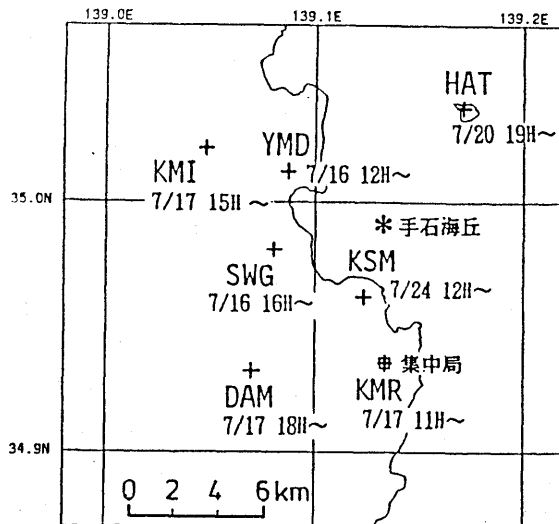 139.0E 139.1E 139.2E
HAT
7/20 19H～
YMD
7/16 12H～
KMI
7/17 15H～
35.0N
手石海丘
KSM
7/24 12H～
SWG
7/16 16H～
集中局
KMR
7/17 11H～
DAM
7/17 18H～
34.9N
0 2 4 6km